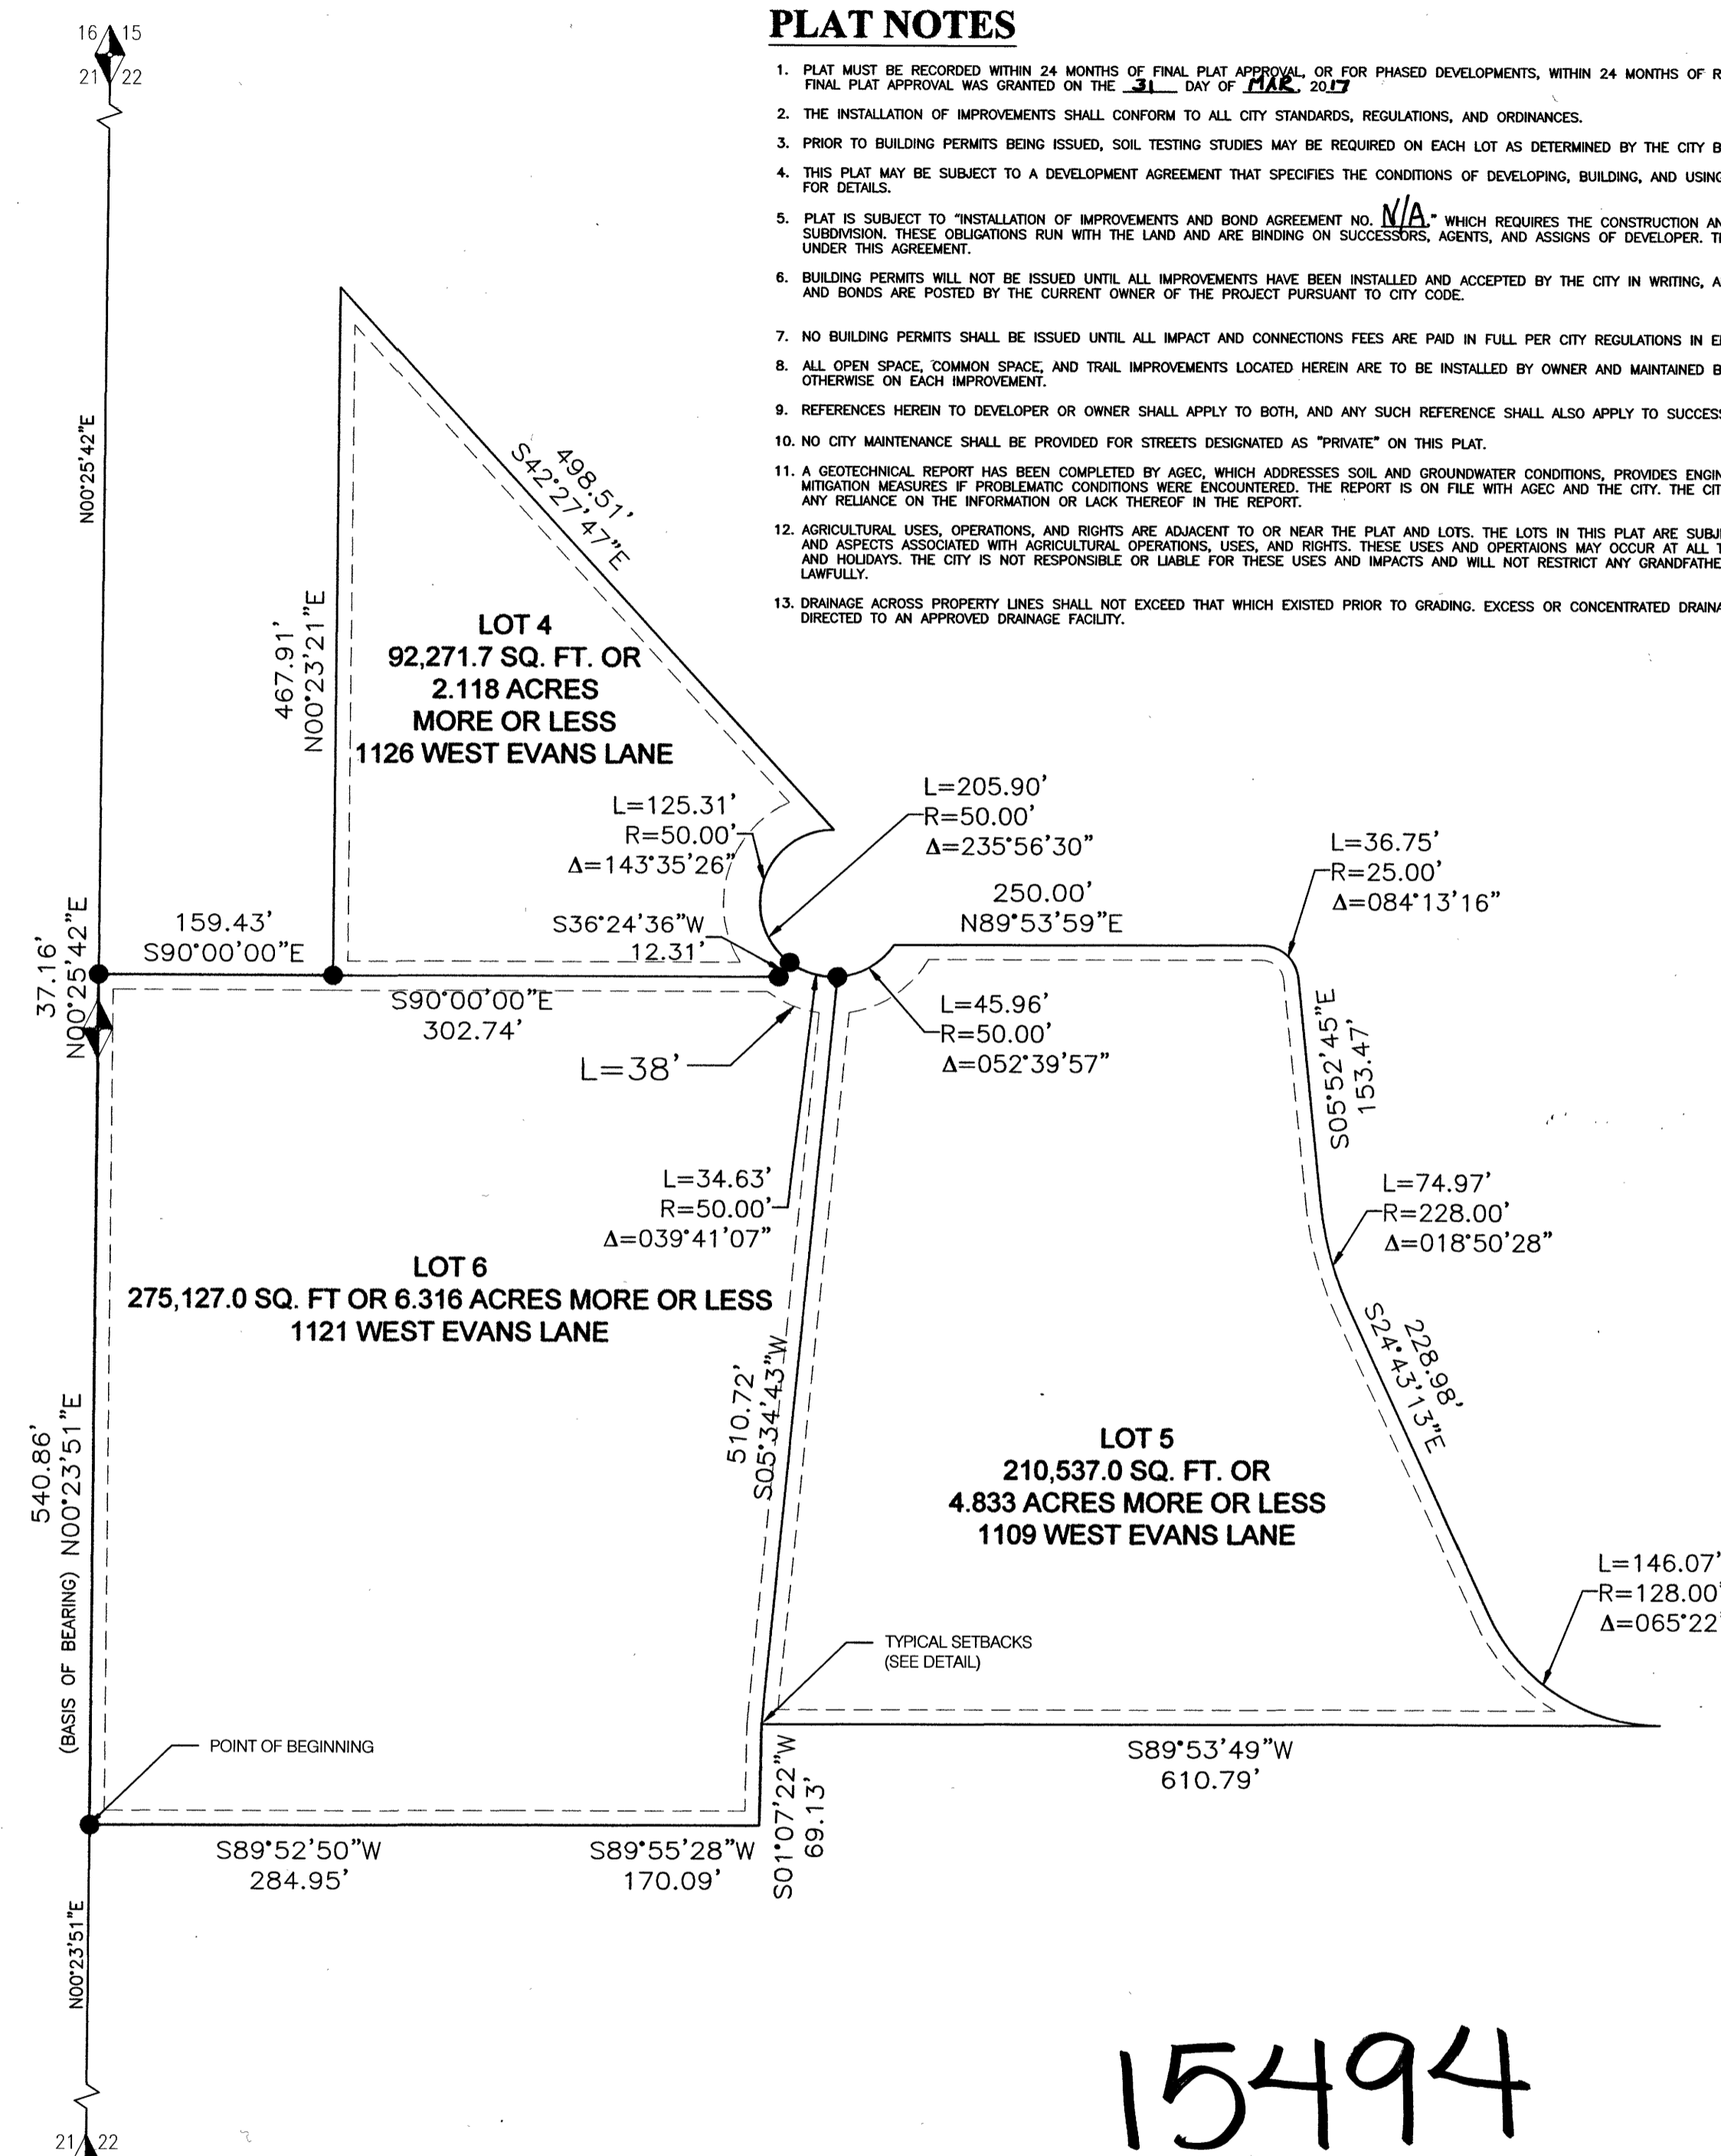 PLAT NOTES
1. PLAT MUST BE RECORDED WITHIN 24 MONTHS OF FINAL PLAT APPROVAL, OR FOR PHASED DEVELOPMENTS, WITHIN 24 MONTHS OF R
FINAL PLAT APPROVAL WAS GRANTED ON THE 31 DAY OF MAR, 2017
2. THE INSTALLATION OF IMPROVEMENTS SHALL CONFORM TO ALL CITY STANDARDS, REGULATIONS, AND ORDINANCES.
3. PRIOR TO BUILDING PERMITS BEING ISSUED, SOIL TESTING STUDIES MAY BE REQUIRED ON EACH LOT AS DETERMINED BY THE CITY B
4. THIS PLAT MAY BE SUBJECT TO A DEVELOPMENT AGREEMENT THAT SPECIFIES THE CONDITIONS OF DEVELOPING, BUILDING, AND USING
FOR DETAILS.
5. PLAT IS SUBJECT TO "INSTALLATION OF IMPROVEMENTS AND BOND AGREEMENT NO. N/A," WHICH REQUIRES THE CONSTRUCTION AN
SUBDIVISION. THESE OBLIGATIONS RUN WITH THE LAND AND ARE BINDING ON SUCCESSORS, AGENTS, AND ASSIGNS OF DEVELOPER. T
UNDER THIS AGREEMENT.
6. BUILDING PERMITS WILL NOT BE ISSUED UNTIL ALL IMPROVEMENTS HAVE BEEN INSTALLED AND ACCEPTED BY THE CITY IN WRITING, A
AND BONDS ARE POSTED BY THE CURRENT OWNER OF THE PROJECT PURSUANT TO CITY CODE.
7. NO BUILDING PERMITS SHALL BE ISSUED UNTIL ALL IMPACT AND CONNECTIONS FEES ARE PAID IN FULL PER CITY REGULATIONS IN E
8. ALL OPEN SPACE, COMMON SPACE, AND TRAIL IMPROVEMENTS LOCATED HEREIN ARE TO BE INSTALLED BY OWNER AND MAINTAINED B
OTHERWISE ON EACH IMPROVEMENT.
9. REFERENCES HEREIN TO DEVELOPER OR OWNER SHALL APPLY TO BOTH, AND ANY SUCH REFERENCE SHALL ALSO APPLY TO SUCCESS
10. NO CITY MAINTENANCE SHALL BE PROVIDED FOR STREETS DESIGNATED AS "PRIVATE" ON THIS PLAT.
11. A GEOTECHNICAL REPORT HAS BEEN COMPLETED BY AGEC, WHICH ADDRESSES SOIL AND GROUNDWATER CONDITIONS, PROVIDES ENGIN
MITIGATION MEASURES IF PROBLEMATIC CONDITIONS WERE ENCOUNTERED. THE REPORT IS ON FILE WITH AGEC AND THE CITY. THE CIT
ANY RELIANCE ON THE INFORMATION OR LACK THEREOF IN THE REPORT.
12. AGRICULTURAL USES, OPERATIONS, AND RIGHTS ARE ADJACENT TO OR NEAR THE PLAT AND LOTS. THE LOTS IN THIS PLAT ARE SUBJ
AND ASPECTS ASSOCIATED WITH AGRICULTURAL OPERATIONS, USES, AND RIGHTS. THESE USES AND OPERTAIONS MAY OCCUR AT ALL T
AND HOLIDAYS. THE CITY IS NOT RESPONSIBLE OR LIABLE FOR THESE USES AND IMPACTS AND WILL NOT RESTRICT ANY GRANDFATHE
LAWFULLY.
13. DRAINAGE ACROSS PROPERTY LINES SHALL NOT EXCEED THAT WHICH EXISTED PRIOR TO GRADING. EXCESS OR CONCENTRATED DRAINA
DIRECTED TO AN APPROVED DRAINAGE FACILITY.
16 15
21 22
N00°25'42"E
498.51'
S42°27'47"E
467.91'
N00°23'21"E
LOT 4
92,271.7 SQ. FT. OR
2.118 ACRES
MORE OR LESS
1126 WEST EVANS LANE
L=125.31'
R=50.00'
Δ=143°35'26"
L=205.90'
R=50.00'
Δ=235°56'30"
L=36.75'
R=25.00'
Δ=084°13'16"
250.00'
N89°53'59"E
S36°24'36"W
12.31'
37.16'
N00°25'42"E
159.43'
S90°00'00"E
S90°00'00"E
302.74'
L=38'
L=45.96'
R=50.00'
Δ=052°39'57"
S05°52'45"E
153.47'
L=34.63'
R=50.00'
Δ=039°41'07"
L=74.97'
R=228.00'
Δ=018°50'28"
LOT 6
275,127.0 SQ. FT OR 6.316 ACRES MORE OR LESS
1121 WEST EVANS LANE
228.98'
S24°43'13"E
510.72'
S05°34'43"W
540.86'
(BASIS OF BEARING) N00°23'51"E
LOT 5
210,537.0 SQ. FT. OR
4.833 ACRES MORE OR LESS
1109 WEST EVANS LANE
L=146.07'
R=128.00'
Δ=065°22'
TYPICAL SETBACKS
(SEE DETAIL)
POINT OF BEGINNING
S89°53'49"W
610.79'
S01°07'22"W
69.13'
S89°52'50"W
284.95'
S89°55'28"W
170.09'
N00°23'51"E
15494
21 22